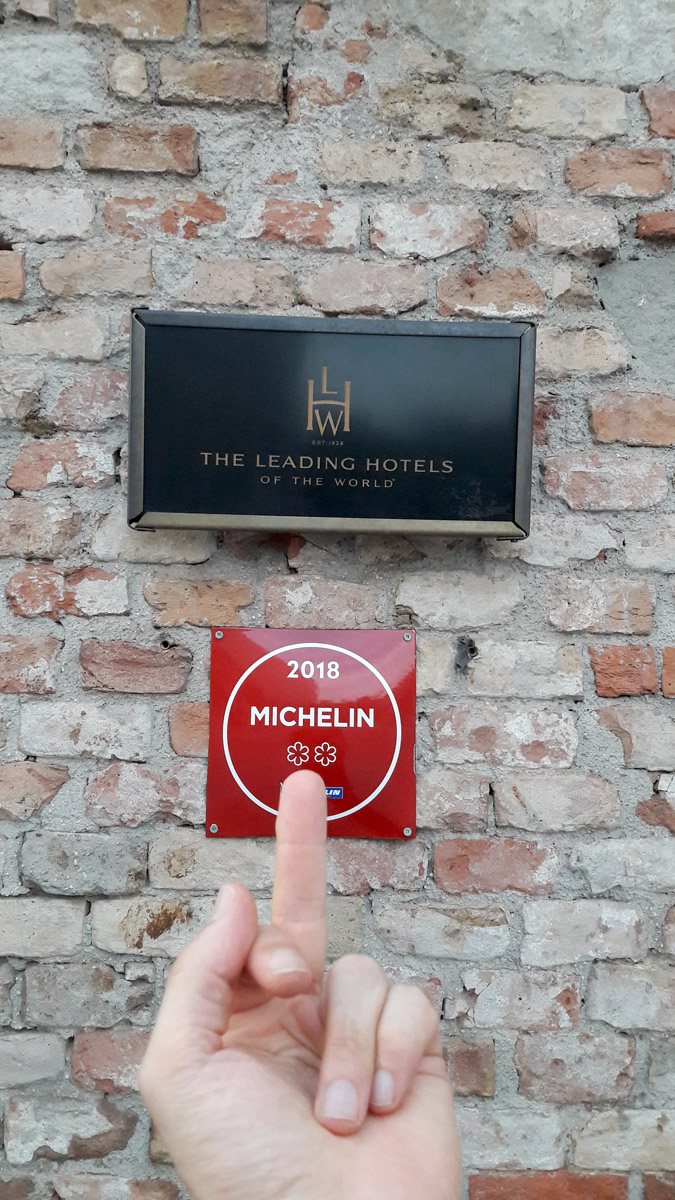 LHW
EST·1928
THE LEADING HOTELS
OF THE WORLD®
2018
MICHELIN